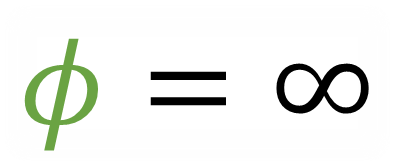 ϕ = ∞